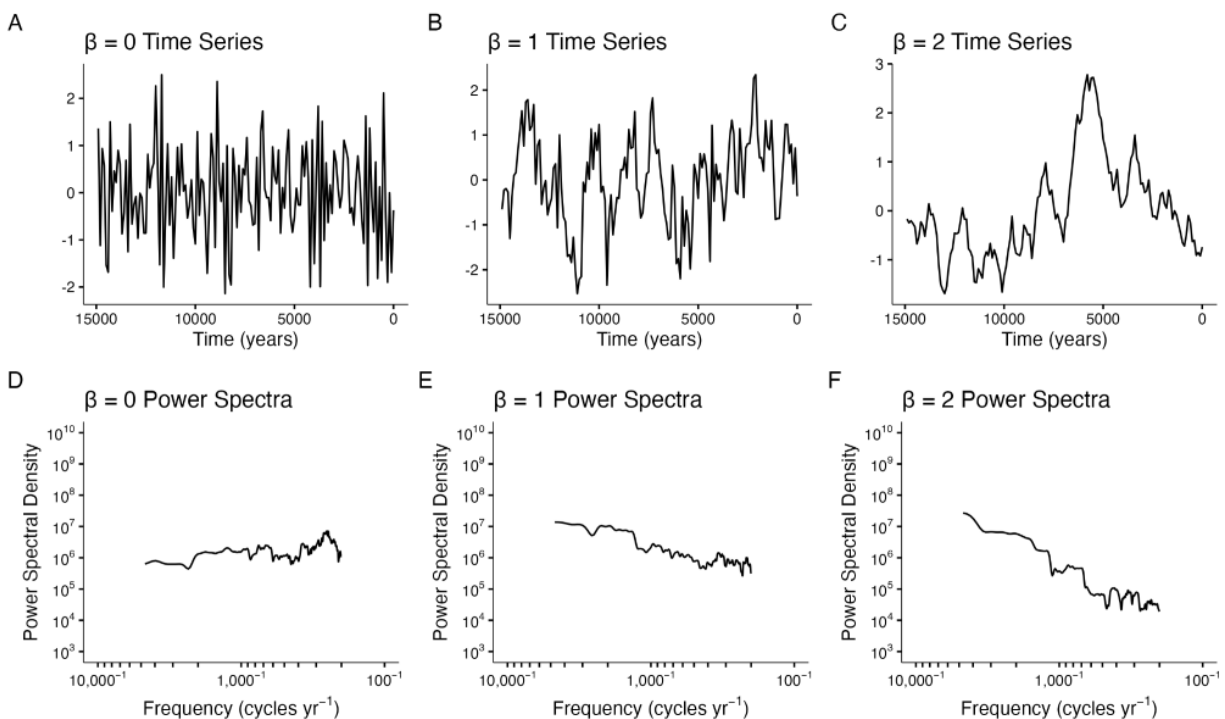 A
β = 0 Time Series
2
1
0
-1
-2
15000 10000 5000 0
Time (years)
B
β = 1 Time Series
2
1
0
-1
-2
15000 10000 5000 0
Time (years)
C
β = 2 Time Series
3
2
1
0
-1
15000 10000 5000 0
Time (years)
D
β = 0 Power Spectra
Power Spectral Density
10¹⁰
10⁹
10⁸
10⁷
10⁶
10⁵
10⁴
10³
10,000⁻¹ 1,000⁻¹ 100⁻¹
Frequency (cycles yr⁻¹)
E
β = 1 Power Spectra
Power Spectral Density
10¹⁰
10⁹
10⁸
10⁷
10⁶
10⁵
10⁴
10³
10,000⁻¹ 1,000⁻¹ 100⁻¹
Frequency (cycles yr⁻¹)
F
β = 2 Power Spectra
Power Spectral Density
10¹⁰
10⁹
10⁸
10⁷
10⁶
10⁵
10⁴
10³
10,000⁻¹ 1,000⁻¹ 100⁻¹
Frequency (cycles yr⁻¹)